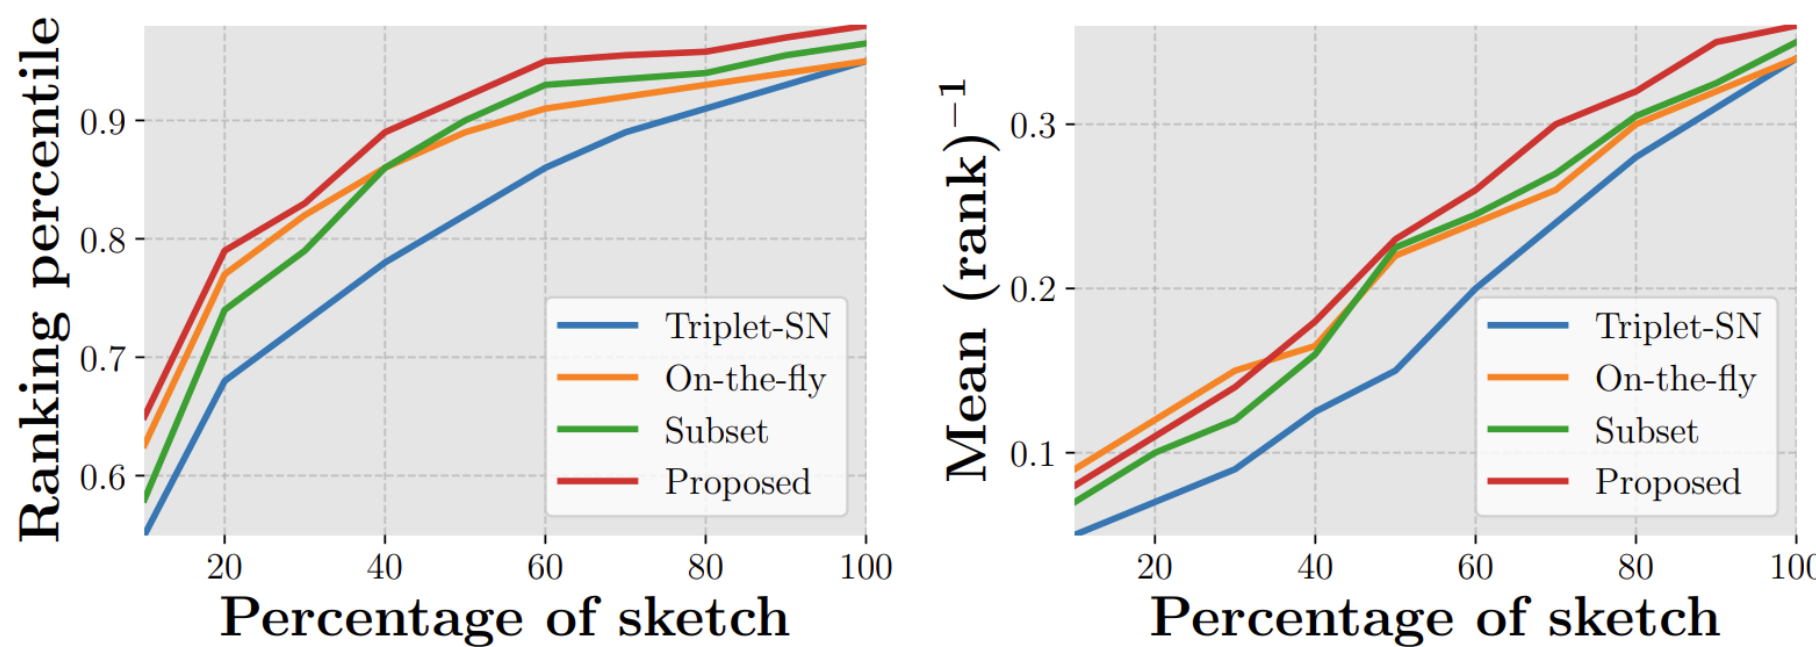 Ranking percentile
0.9
0.8
0.7
0.6
20 40 60 80 100
Percentage of sketch
Triplet-SN
On-the-fly
Subset
Proposed
Mean (rank)⁻¹
0.3
0.2
0.1
20 40 60 80 100
Percentage of sketch
Triplet-SN
On-the-fly
Subset
Proposed